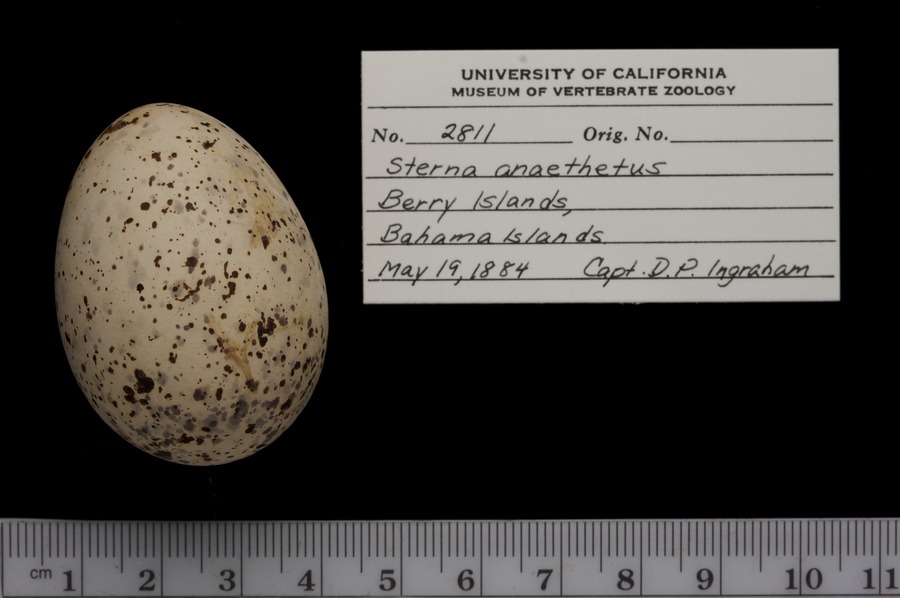 UNIVERSITY OF CALIFORNIA
MUSEUM OF VERTEBRATE ZOOLOGY
No. 2811 Orig. No.
Sterna anaethetus
Berry Islands,
Bahama Islands
May 19, 1884 Capt. D.P. Ingraham
cm 1 2 3 4 5 6 7 8 9 10 11